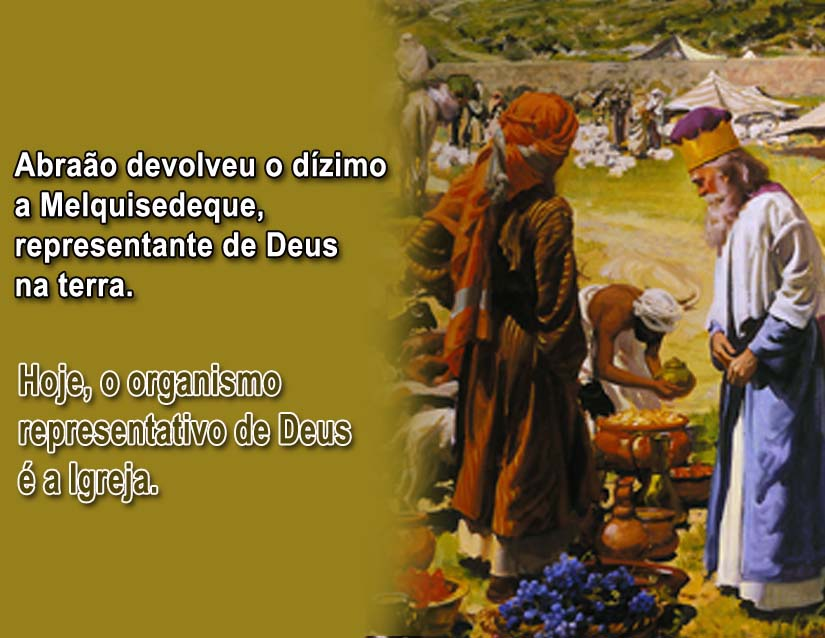 Abraão devolveu o dízimo
a Melquisedeque,
representante de Deus
na terra.
Hoje, o organismo
representativo de Deus
é a Igreja.